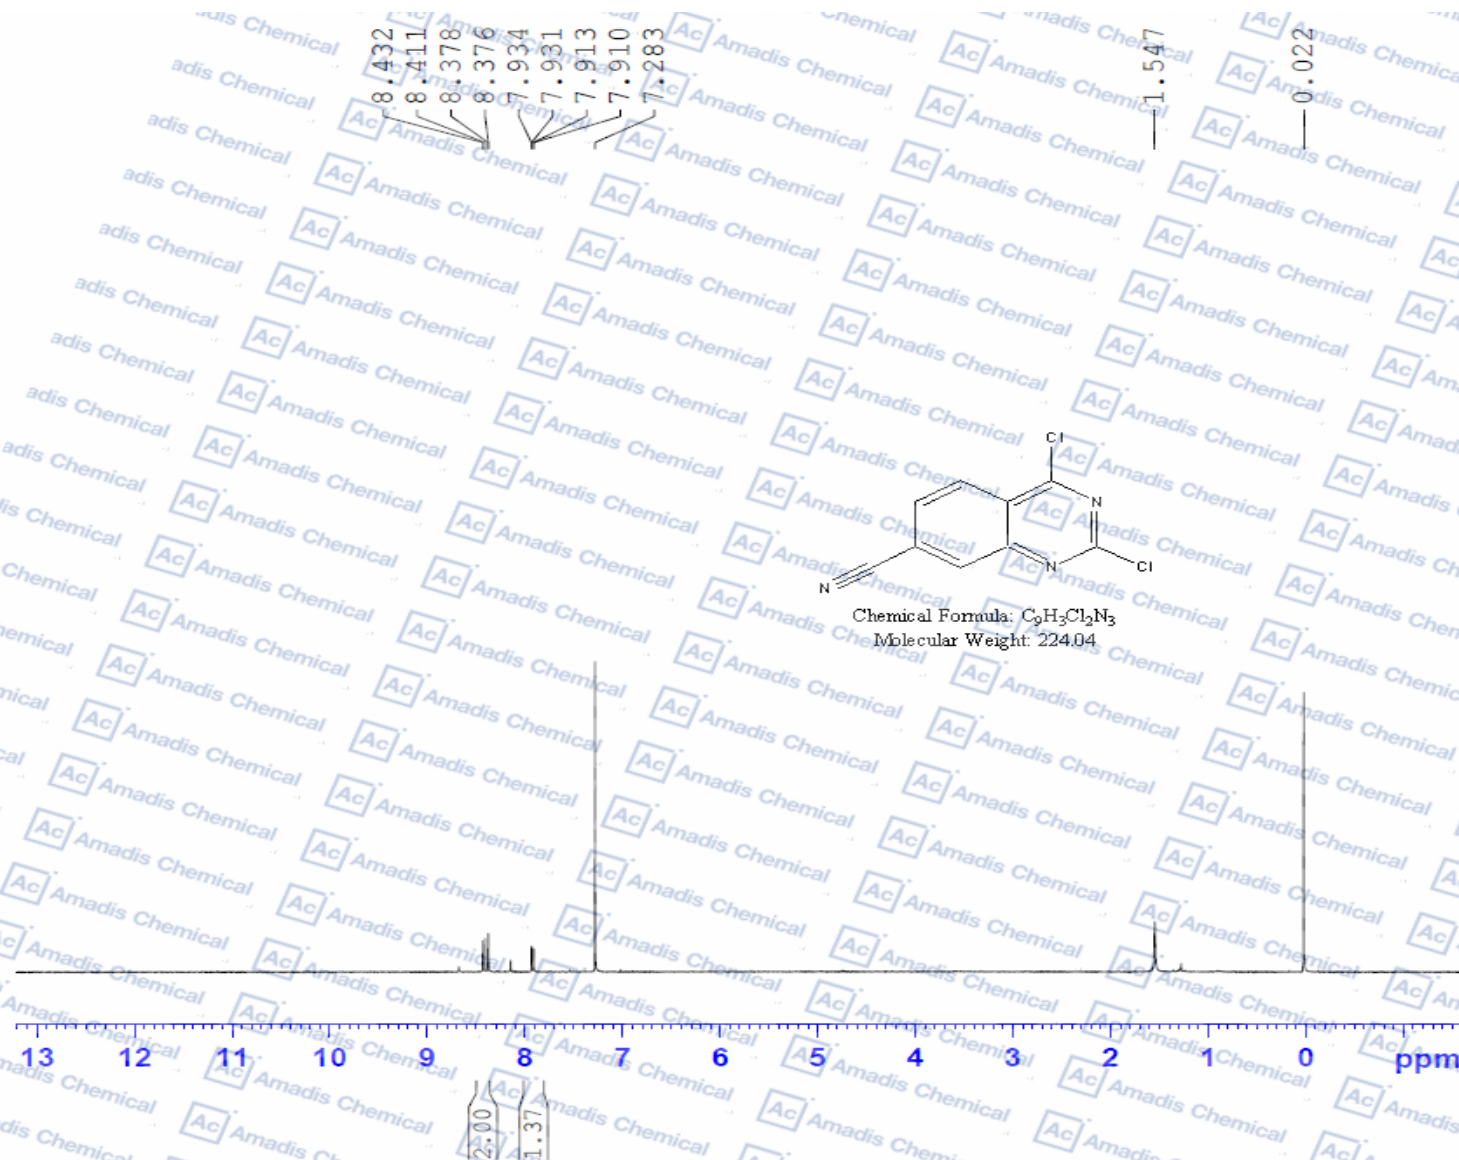 8.432
8.411
8.378
8.376
7.934
7.931
7.913
7.910
7.283
1.547
0.022
Cl
N
N
Cl
N
Chemical Formula: C₉H₃Cl₂N₃
Molecular Weight: 224.04
13 12 11 10 9 8 7 6 5 4 3 2 1 0 ppm
2.00
1.37
Ac Amadis Chemical